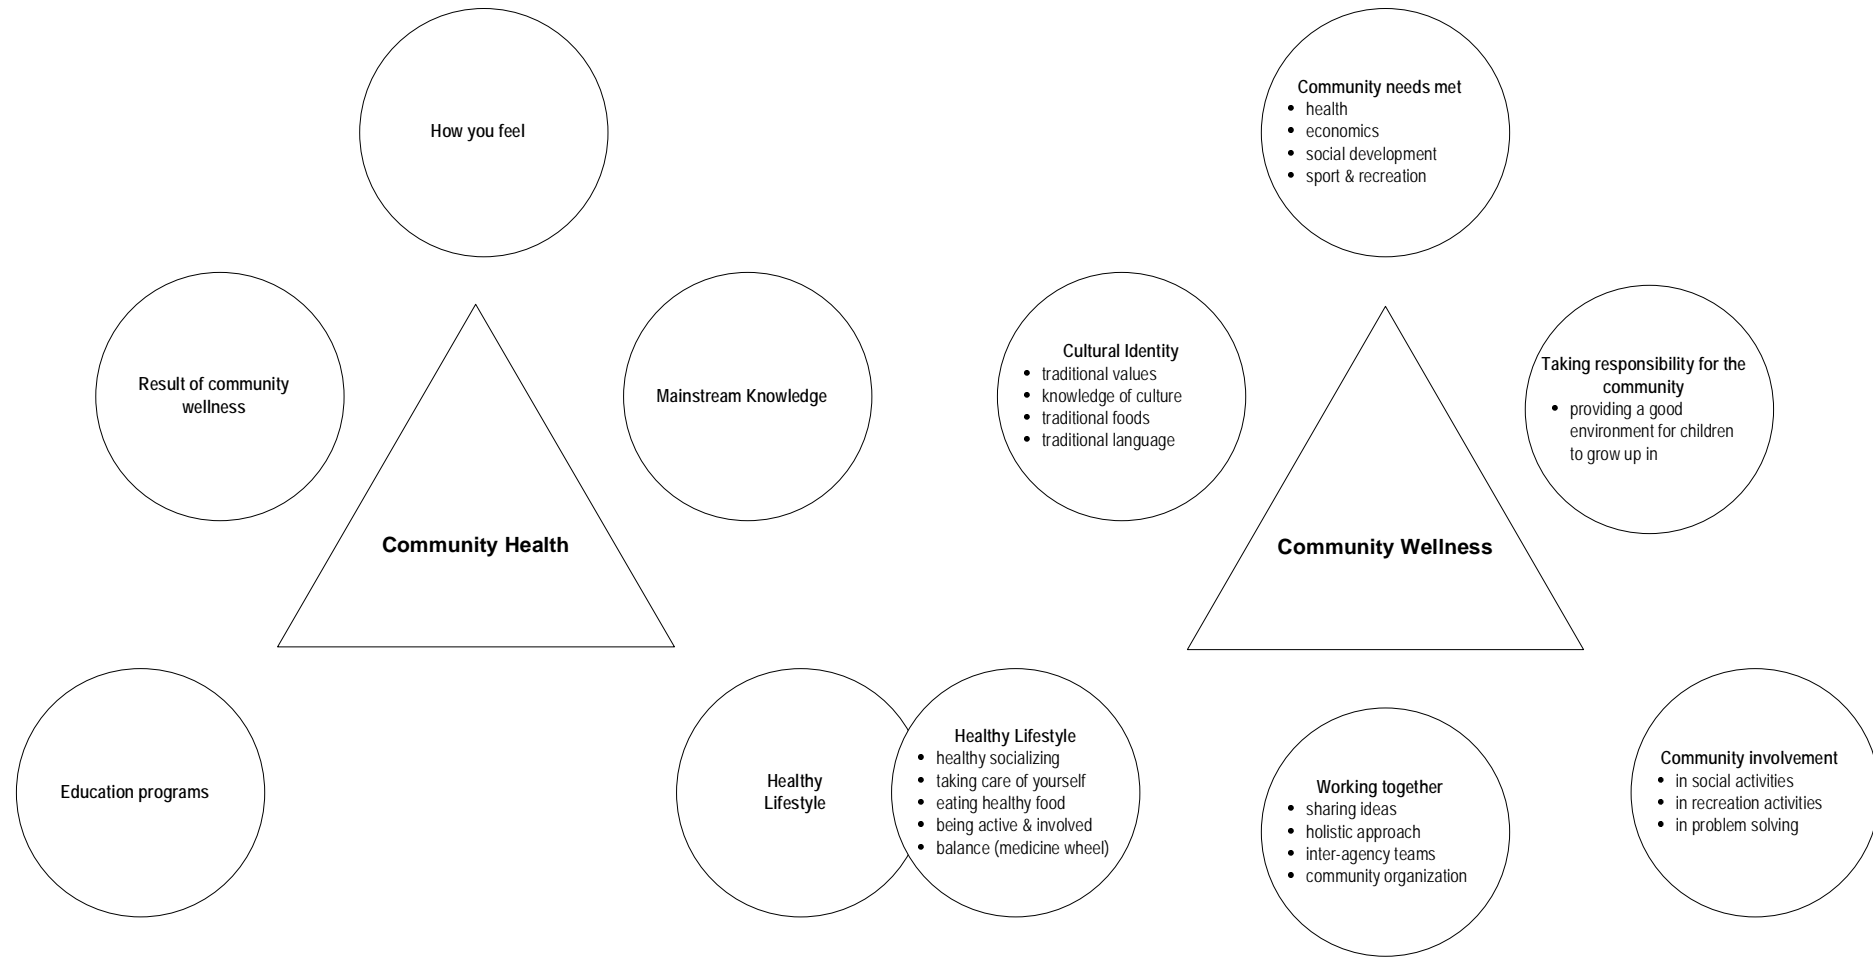 How you feel
Result of community
wellness
Mainstream Knowledge
Community Health
Education programs
Healthy
Lifestyle
Community needs met
• health
• economics
• social development
• sport & recreation
Cultural Identity
• traditional values
• knowledge of culture
• traditional foods
• traditional language
Taking responsibility for the
community
• providing a good
environment for children
to grow up in
Community Wellness
Healthy Lifestyle
• healthy socializing
• taking care of yourself
• eating healthy food
• being active & involved
• balance (medicine wheel)
Working together
• sharing ideas
• holistic approach
• inter-agency teams
• community organization
Community involvement
• in social activities
• in recreation activities
• in problem solving